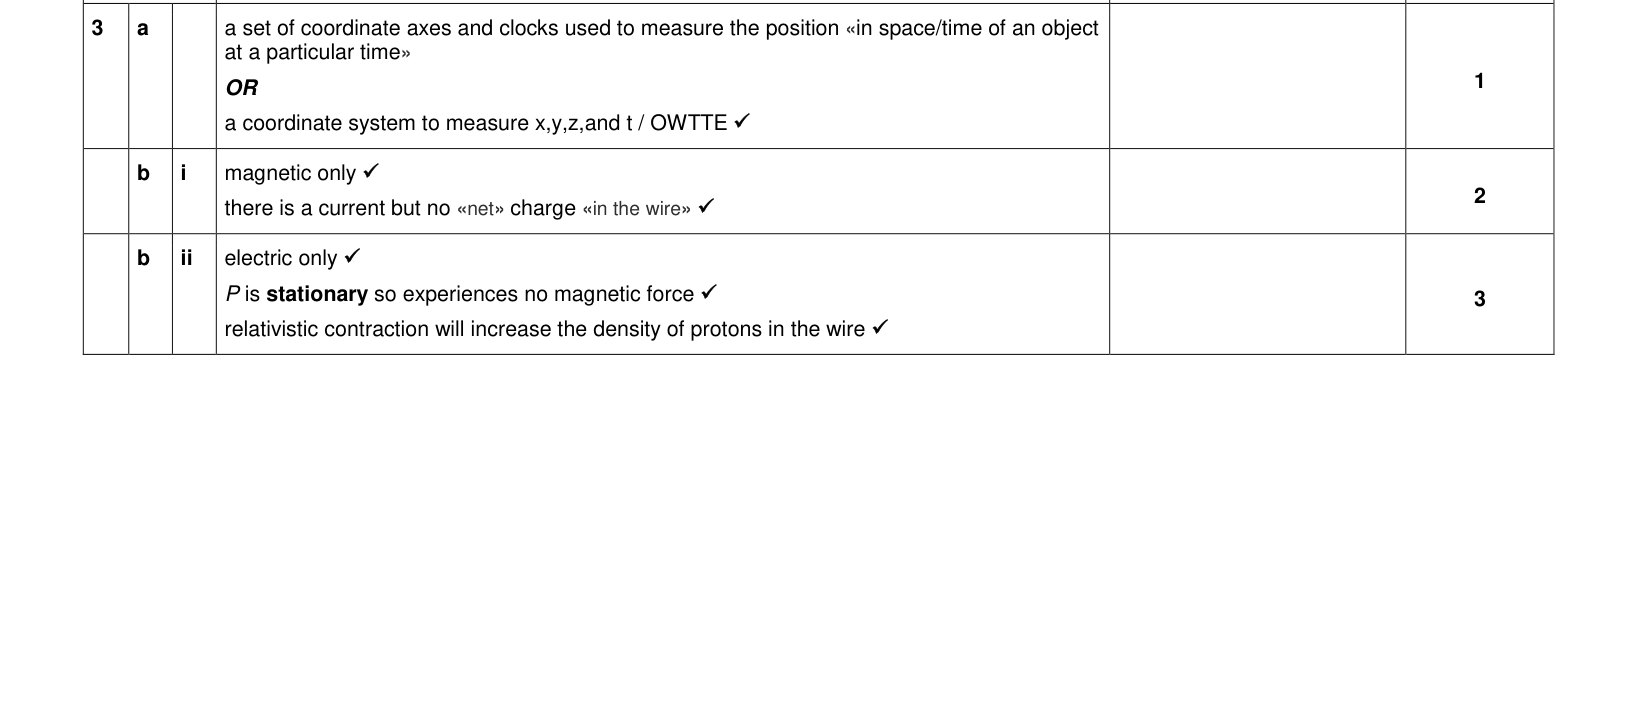 3 a a set of coordinate axes and clocks used to measure the position «in space/time of an object
at a particular time»
OR
a coordinate system to measure x,y,z,and t / OWTTE ✓
1
b i magnetic only ✓
there is a current but no «net» charge «in the wire» ✓
2
b ii electric only ✓
P is stationary so experiences no magnetic force ✓
relativistic contraction will increase the density of protons in the wire ✓
3